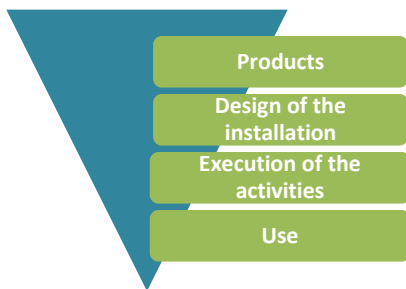 Products
Design of the
installation
Execution of the
activities
Use